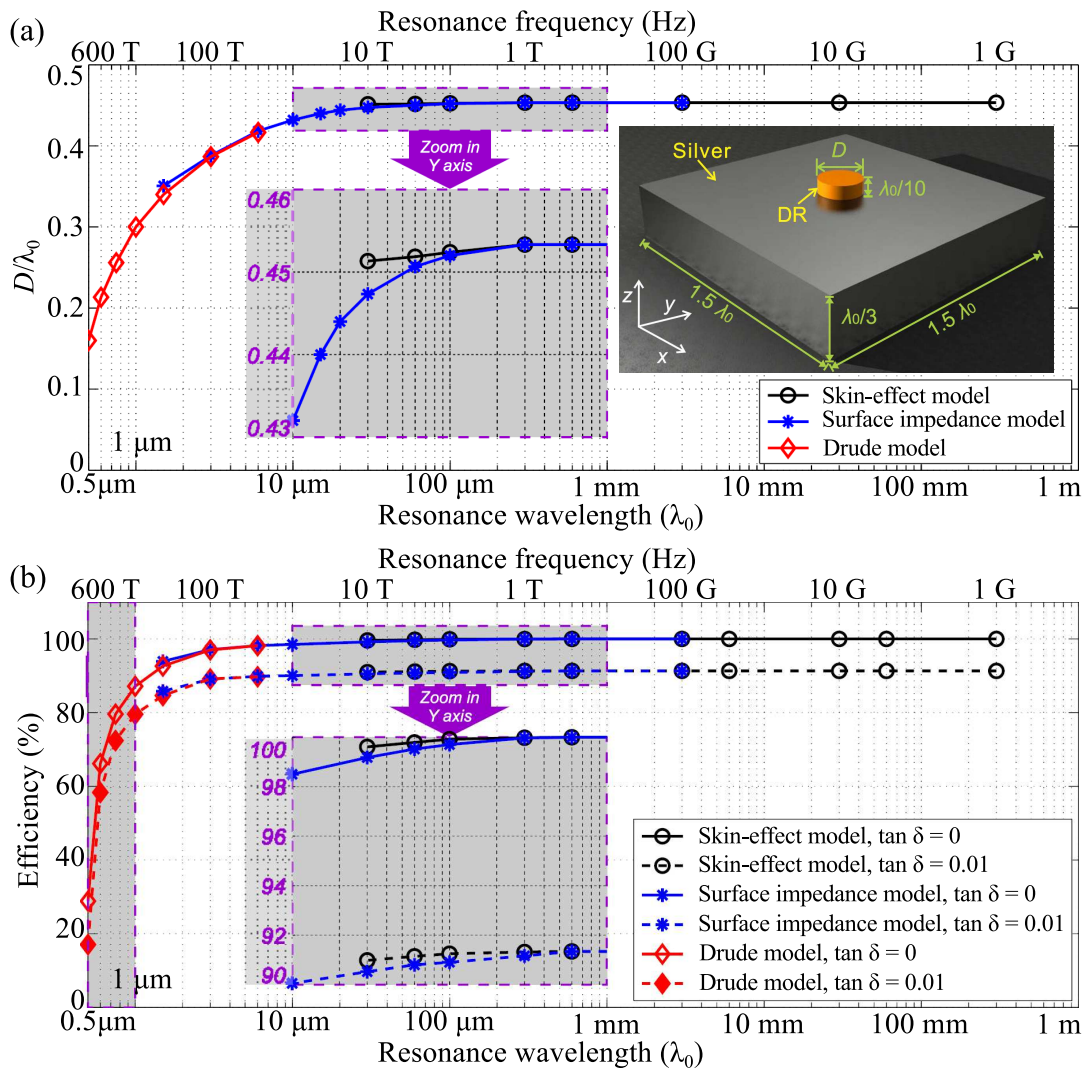 (a)
Resonance frequency (Hz)
600 T 100 T 10 T 1 T 100 G 10 G 1 G
0.5
0.4
0.3
0.2
0.1
0
D/λ0
Zoom in
Y axis
0.46
0.45
0.44
0.43
Silver
D
λ0/10
DR
1.5 λ0
λ0/3
1.5 λ0
z
y
x
Skin-effect model
Surface impedance model
Drude model
1 μm
0.5μm 10 μm 100 μm 1 mm 10 mm 100 mm 1 m
Resonance wavelength (λ0)
(b)
Resonance frequency (Hz)
600 T 100 T 10 T 1 T 100 G 10 G 1 G
100
80
60
40
20
0
Efficiency (%)
Zoom in
Y axis
100
98
96
94
92
90
Skin-effect model, tan δ = 0
Skin-effect model, tan δ = 0.01
Surface impedance model, tan δ = 0
Surface impedance model, tan δ = 0.01
Drude model, tan δ = 0
Drude model, tan δ = 0.01
1 μm
0.5μm 10 μm 100 μm 1 mm 10 mm 100 mm 1 m
Resonance wavelength (λ0)